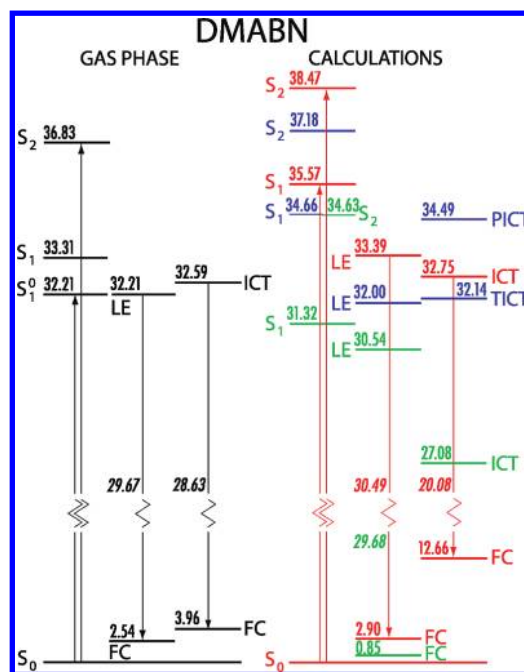 DMABN
GAS PHASE CALCULATIONS
S2 38.47
S2 36.83
37.18
S2
S1 35.57
S1 34.66 34.63 S2
34.49 PICT
S1 33.31
33.39
LE
32.59 ICT
32.75 ICT
S1⁰ 32.21 32.21
LE
LE 32.00
32.14 TICT
S1 31.32
LE 30.54
27.08 ICT
29.67 28.63
30.49 20.08
29.68
12.66 FC
3.96 FC
2.54
FC
2.90 FC
0.85 FC
S0 S0